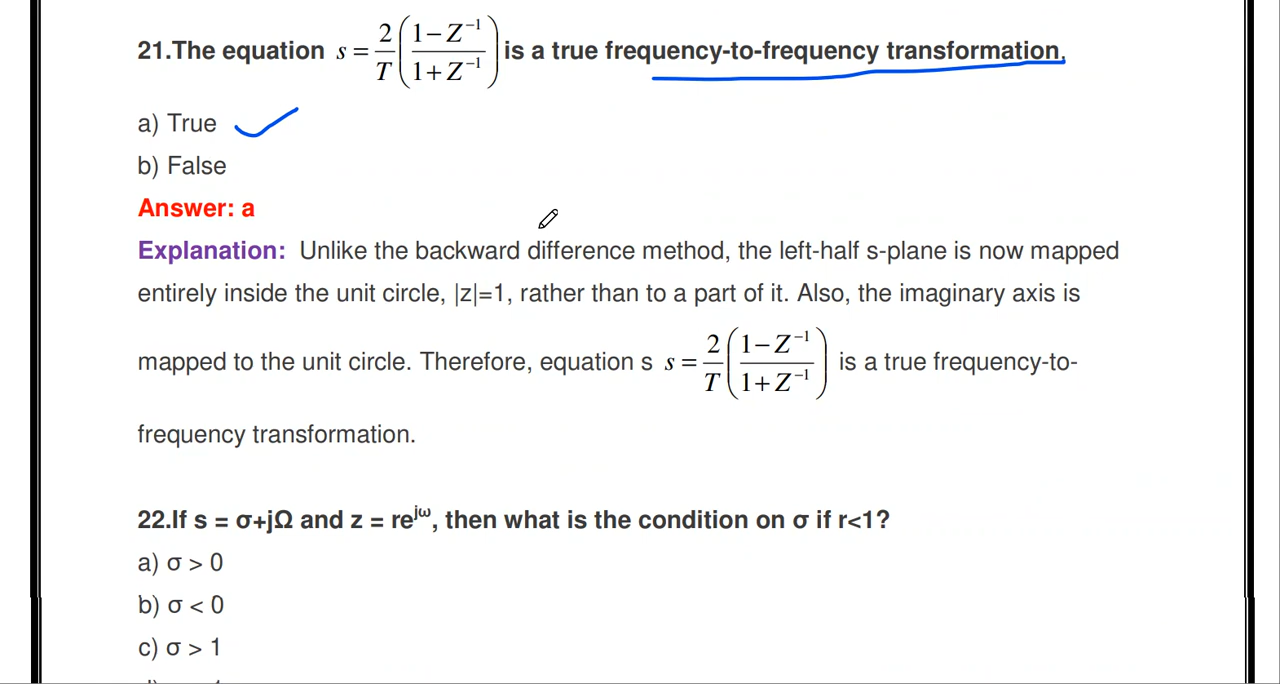 21.The equation s = 2/T ( (1−Z⁻¹) / (1+Z⁻¹) ) is a true frequency-to-frequency transformation.
a) True
b) False
Answer: a
Explanation: Unlike the backward difference method, the left-half s-plane is now mapped
entirely inside the unit circle, |z|=1, rather than to a part of it. Also, the imaginary axis is
mapped to the unit circle. Therefore, equation s s = 2/T ( (1−Z⁻¹) / (1+Z⁻¹) ) is a true frequency-to-
frequency transformation.
22.If s = σ+jΩ and z = re^jω, then what is the condition on σ if r<1?
a) σ > 0
b) σ < 0
c) σ > 1